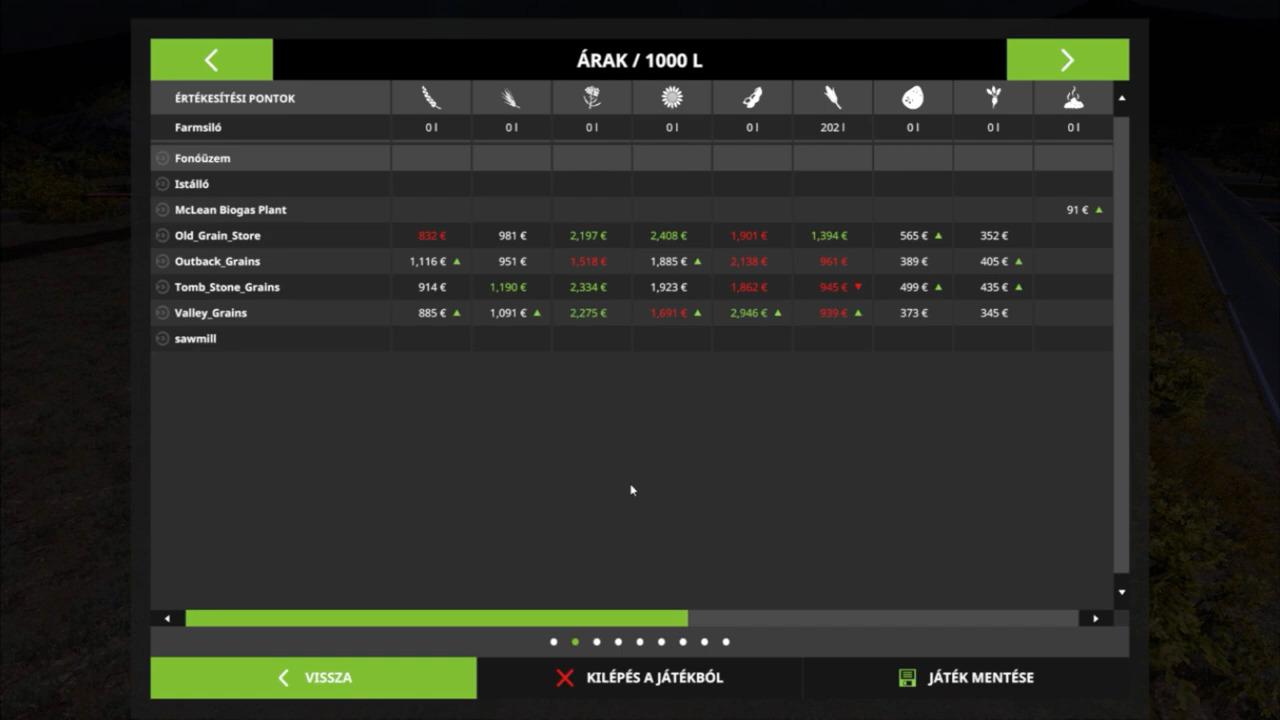 ÁRAK / 1000 L
ÉRTÉKESÍTÉSI PONTOK
Farmsiló 0 l 0 l 0 l 0 l 0 l 202 l 0 l 0 l 0 l
Fonóüzem
Istálló
McLean Biogas Plant 91 €
Old_Grain_Store 832 € 981 € 2,197 € 2,408 € 1,901 € 1,394 € 565 € 352 €
Outback_Grains 1,116 € 951 € 1,518 € 1,885 € 2,138 € 961 € 389 € 405 €
Tomb_Stone_Grains 914 € 1,190 € 2,334 € 1,923 € 1,862 € 945 € 499 € 435 €
Valley_Grains 885 € 1,091 € 2,275 € 1,691 € 2,946 € 939 € 373 € 345 €
sawmill
VISSZA KILÉPÉS A JÁTÉKBÓL JÁTÉK MENTÉSE